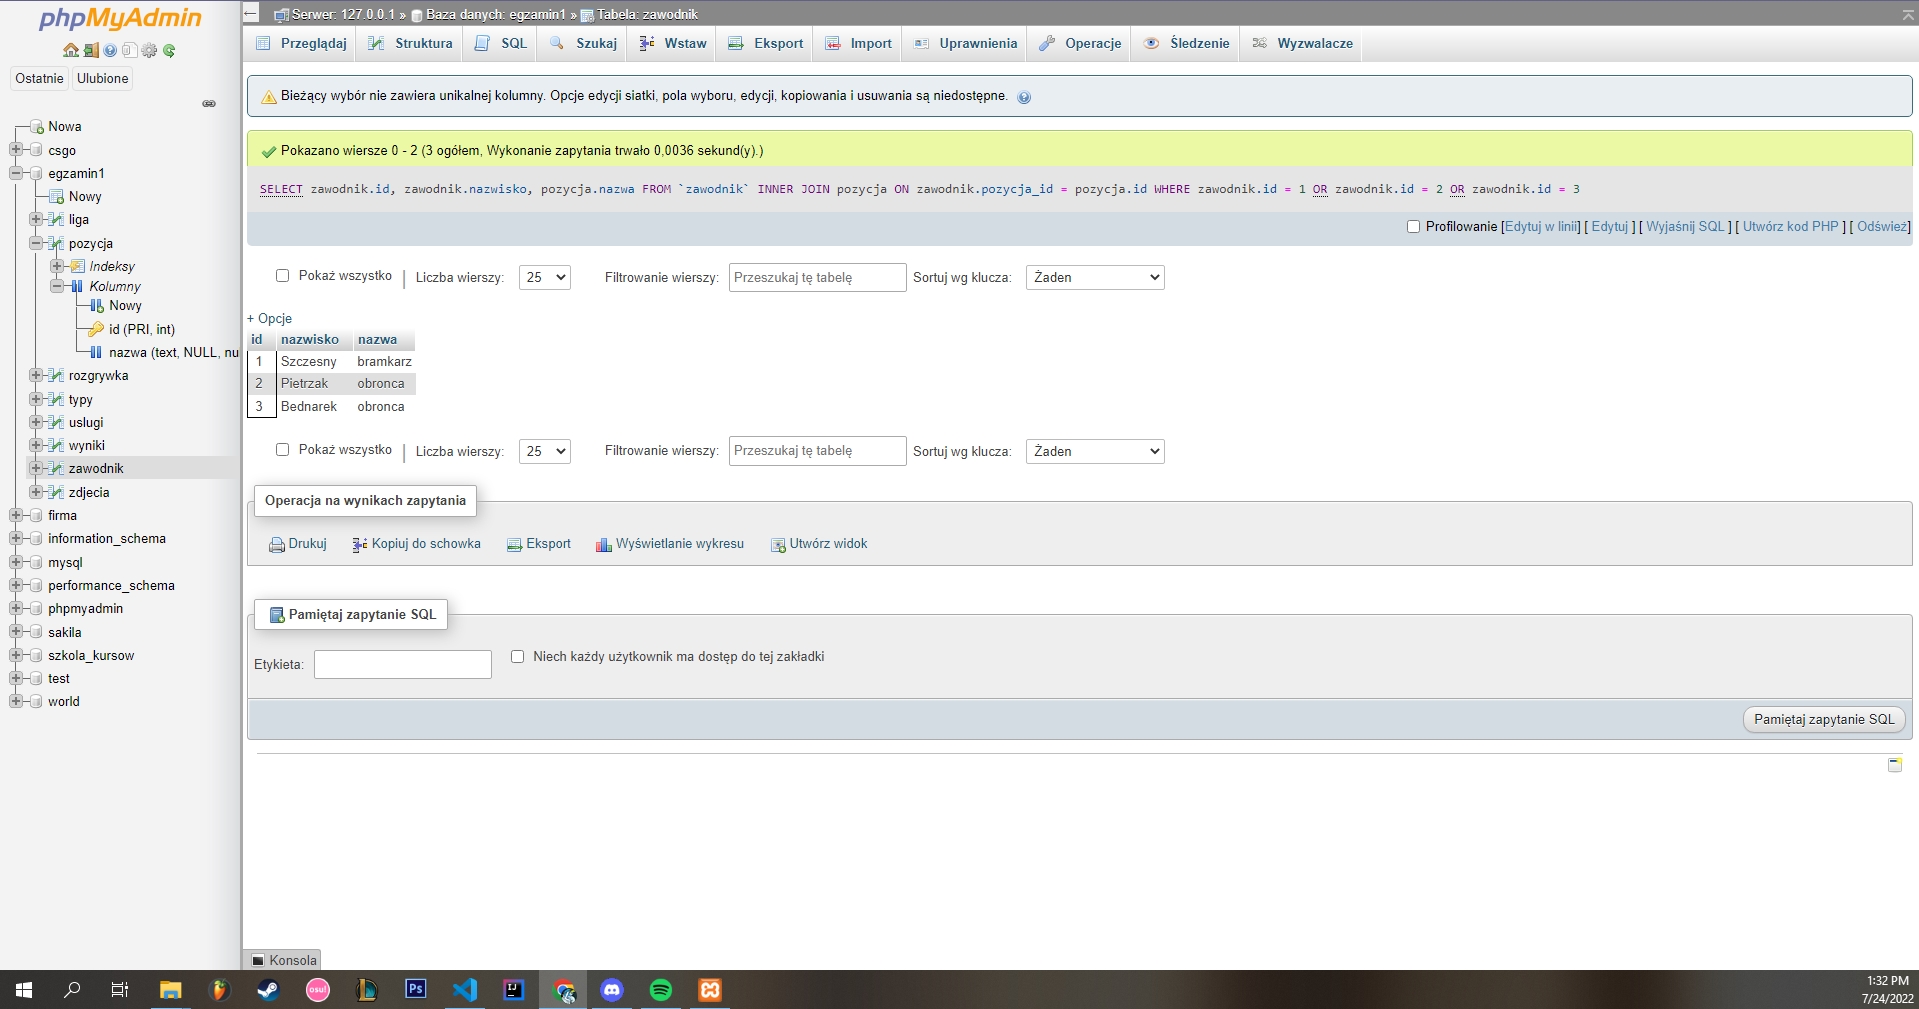 phpMyAdmin
Ostatnie Ulubione
Nowa
csgo
egzamin1
Nowy
liga
pozycja
Indeksy
Kolumny
Nowy
id (PRI, int)
nazwa (text, NULL, nu
rozgrywka
typy
uslugi
wyniki
zawodnik
zdjecia
firma
information_schema
mysql
performance_schema
phpmyadmin
sakila
szkola_kursow
test
world
Serwer: 127.0.0.1 » Baza danych: egzamin1 » Tabela: zawodnik
Przeglądaj Struktura SQL Szukaj Wstaw Eksport Import Uprawnienia Operacje Śledzenie Wyzwalacze
Bieżący wybór nie zawiera unikalnej kolumny. Opcje edycji siatki, pola wyboru, edycji, kopiowania i usuwania są niedostępne.
Pokazano wiersze 0 - 2 (3 ogółem, Wykonanie zapytania trwało 0,0036 sekund(y).)
SELECT zawodnik.id, zawodnik.nazwisko, pozycja.nazwa FROM `zawodnik` INNER JOIN pozycja ON zawodnik.pozycja_id = pozycja.id WHERE zawodnik.id = 1 OR zawodnik.id = 2 OR zawodnik.id = 3
Profilowanie [Edytuj w linii] [ Edytuj ] [ Wyjaśnij SQL ] [ Utwórz kod PHP ] [ Odśwież]
Pokaż wszystko | Liczba wierszy: 25 Filtrowanie wierszy: Przeszukaj tę tabelę Sortuj wg klucza: Żaden
+ Opcje
id nazwisko nazwa
1 Szczesny bramkarz
2 Pietrzak obronca
3 Bednarek obronca
Pokaż wszystko | Liczba wierszy: 25 Filtrowanie wierszy: Przeszukaj tę tabelę Sortuj wg klucza: Żaden
Operacja na wynikach zapytania
Drukuj Kopiuj do schowka Eksport Wyświetlanie wykresu Utwórz widok
Pamiętaj zapytanie SQL
Etykieta: Niech każdy użytkownik ma dostęp do tej zakładki
Pamiętaj zapytanie SQL
Konsola
osu!
Ps
IJ
1:32 PM
7/24/2022